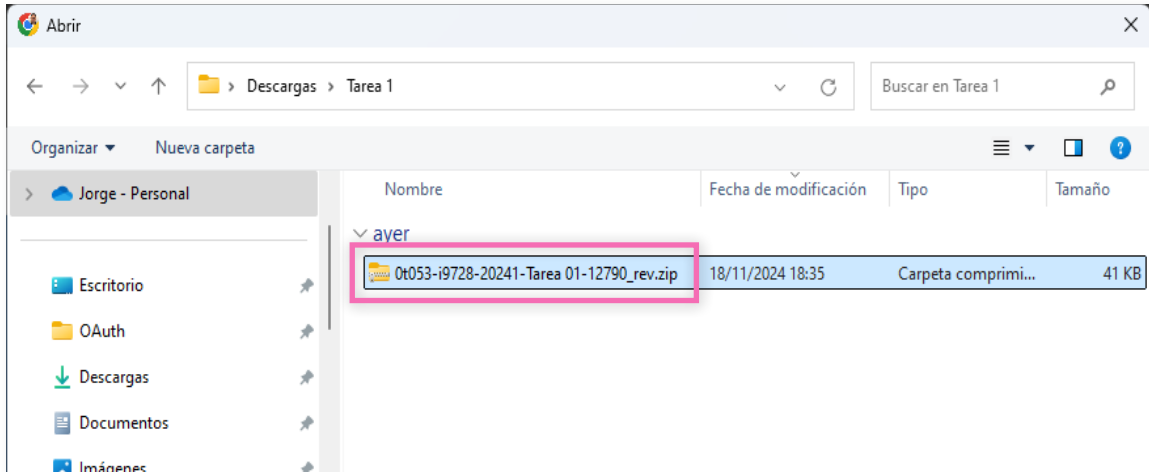 Abrir
Descargas Tarea 1
Buscar en Tarea 1
Organizar Nueva carpeta
?
Jorge - Personal
Nombre Fecha de modificación Tipo Tamaño
ayer
0t053-i9728-20241-Tarea 01-12790_rev.zip 18/11/2024 18:35 Carpeta comprimi... 41 KB
Escritorio
OAuth
Descargas
Documentos
Imágenes